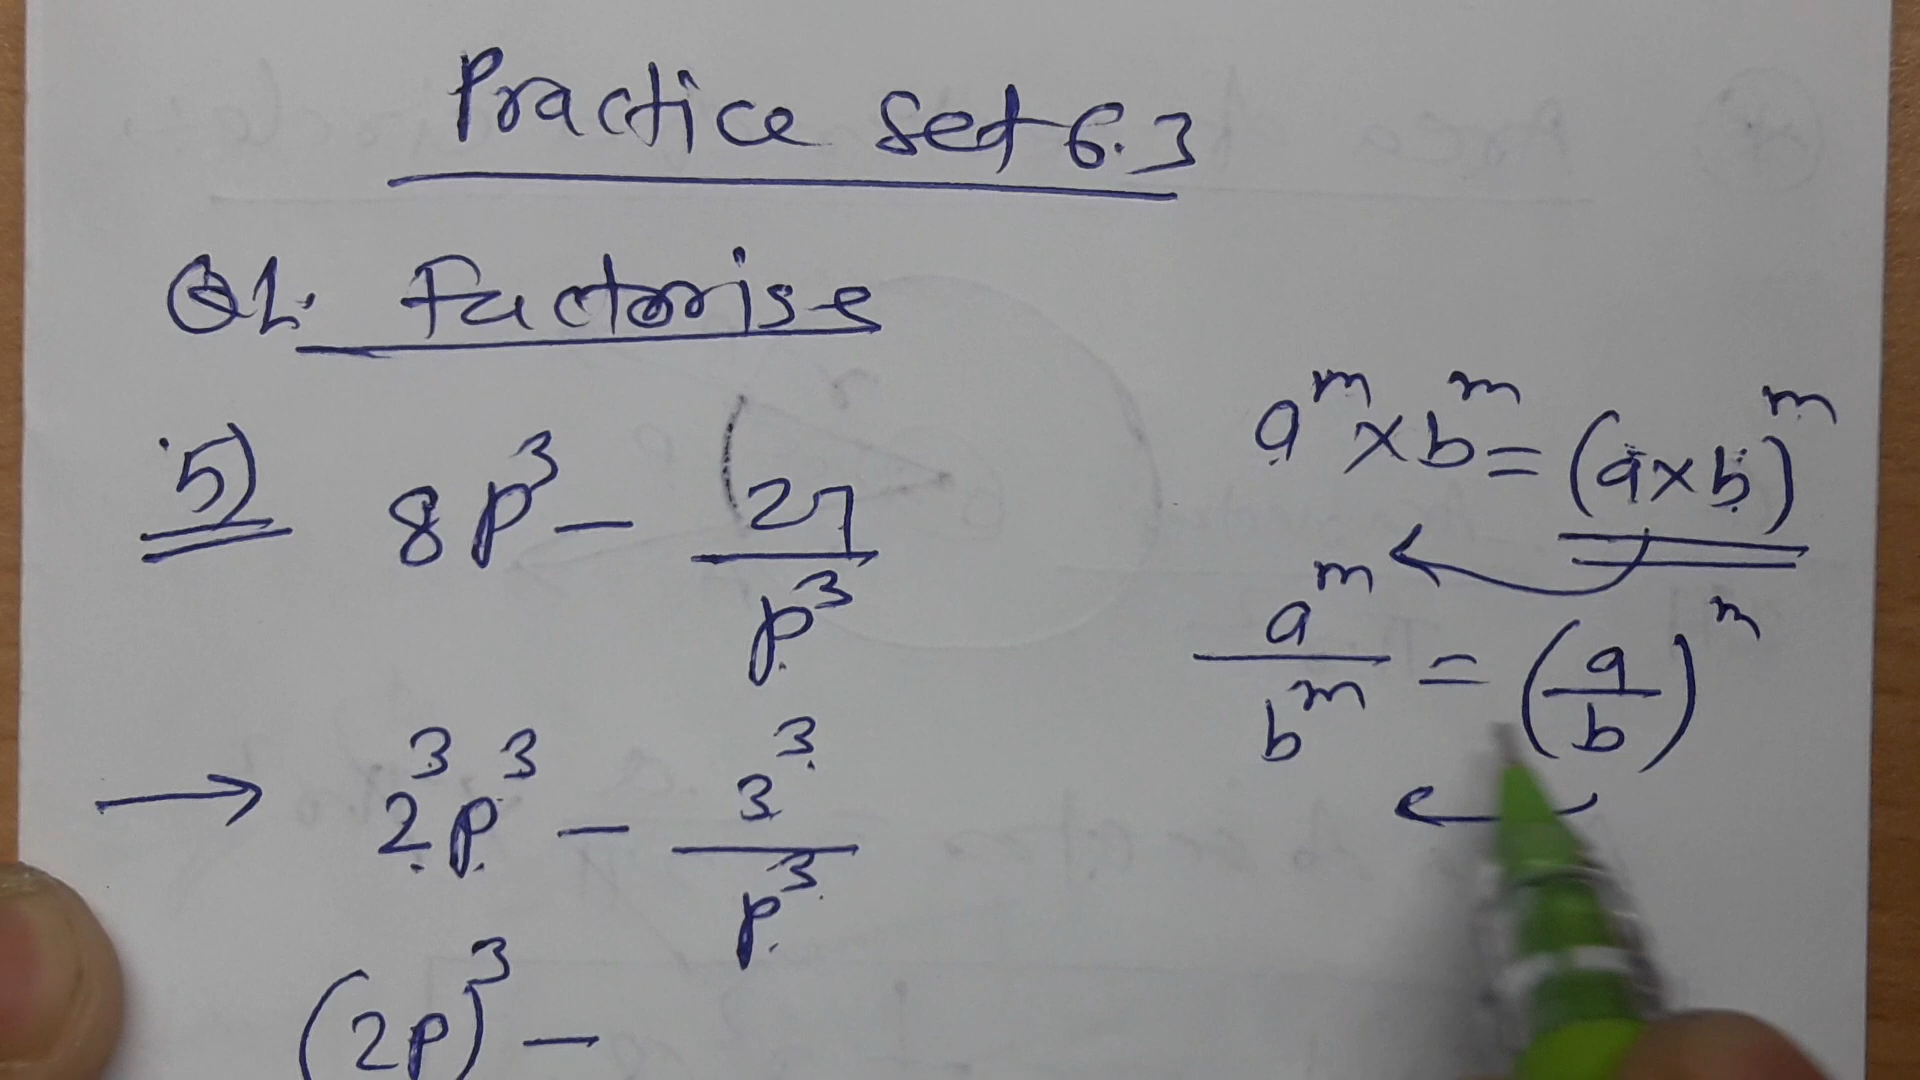 Practice Set 6.3
Q1. Factorise
5) 8p³ - 27/p³
→ 2³p³ - 3³/p³
(2p)³ -
aᵐ × bᵐ = (a×b)ᵐ
aᵐ/bᵐ = (a/b)ᵐ